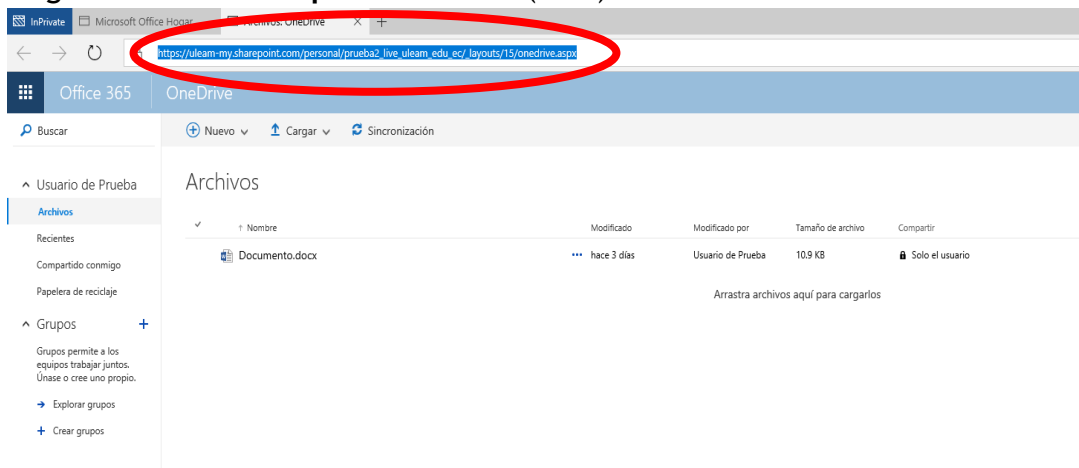 InPrivate Microsoft Office Hogar Archivos: OneDrive
https://uleam-my.sharepoint.com/personal/prueba2_live_uleam_edu_ec/_layouts/15/onedrive.aspx
Office 365 OneDrive
Buscar Nuevo Cargar Sincronización
Usuario de Prueba Archivos
Archivos
Recientes
Compartido conmigo
Papelera de reciclaje
Nombre Modificado Modificado por Tamaño de archivo Compartir
Documento.docx hace 3 días Usuario de Prueba 10.9 KB Solo el usuario
Arrastra archivos aquí para cargarlos
Grupos
Grupos permite a los
equipos trabajar juntos.
Únase o cree uno propio.
Explorar grupos
Crear grupos